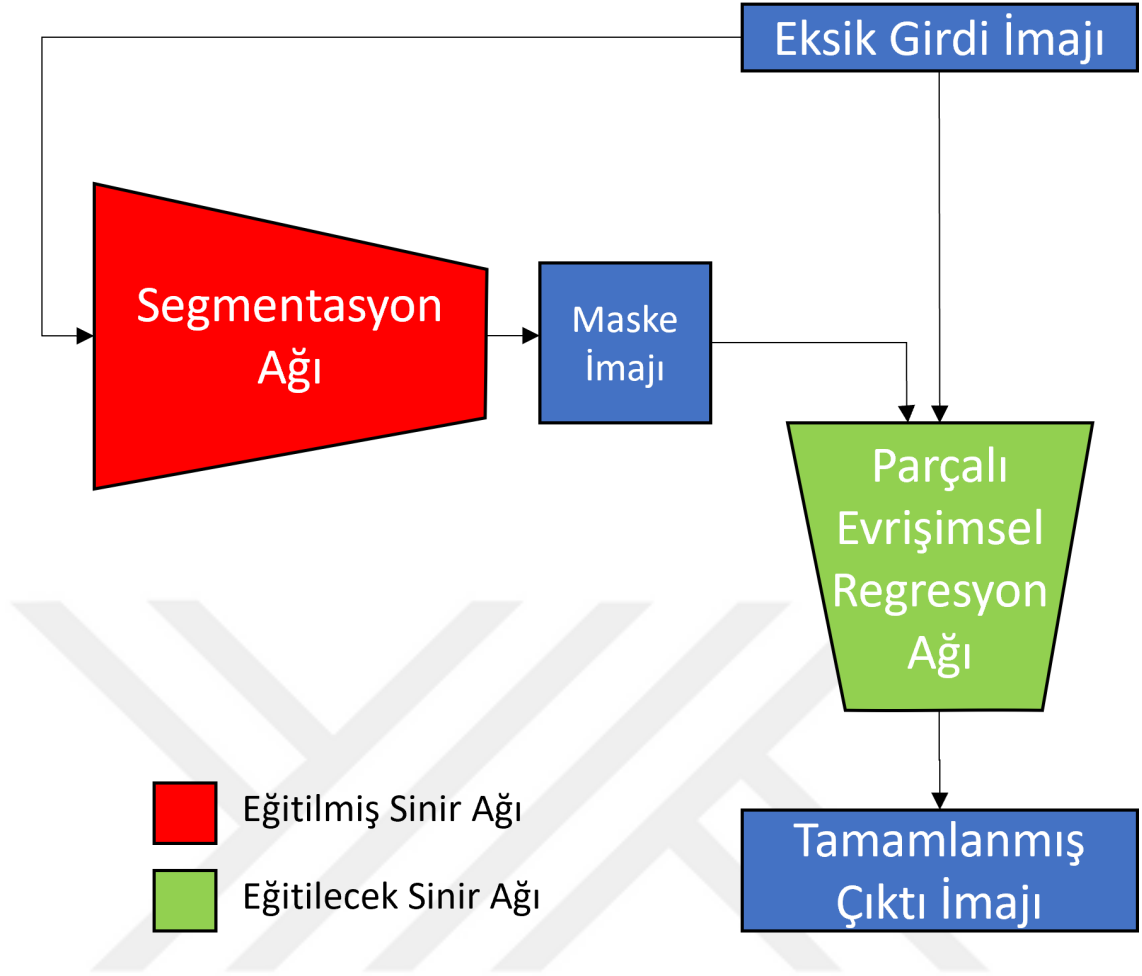 Eksik Girdi İmajı
Segmentasyon
Ağı
Maske
İmajı
Parçalı
Evrişimsel
Regresyon
Ağı
Eğitilmiş Sinir Ağı
Eğitilecek Sinir Ağı
Tamamlanmış
Çıktı İmajı